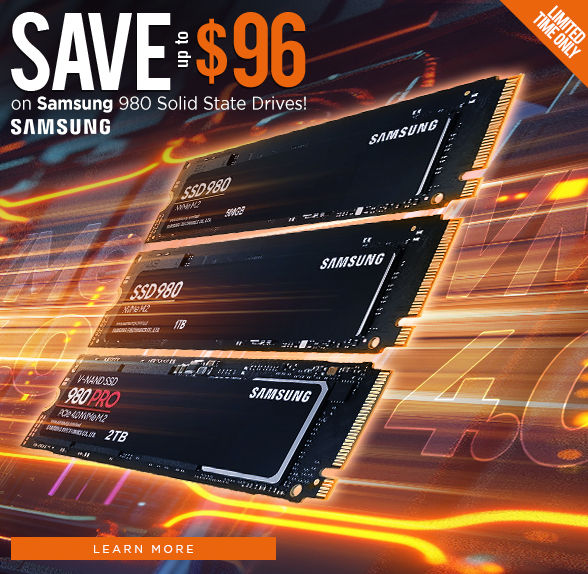 SAVE up to $96
LIMITED
TIME ONLY
on Samsung 980 Solid State Drives!
SAMSUNG
SAMSUNG
SSD 980
NVMe M.2
500GB
SAMSUNG
SSD 980
NVMe M.2
1TB
V-NAND SSD
980 PRO
PCIe 4.0 NVMe M.2
SAMSUNG
2TB
4.0
LEARN MORE